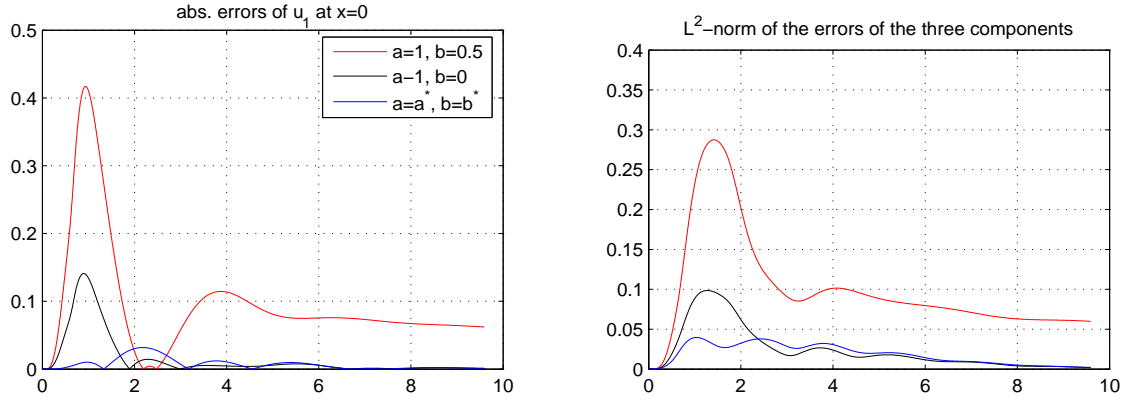 abs. errors of u_1 at x=0
0.5
0.4
0.3
0.2
0.1
0
0 2 4 6 8 10
a=1, b=0.5
a−1, b=0
a=a^*, b=b^*
L^2−norm of the errors of the three components
0.4
0.35
0.3
0.25
0.2
0.15
0.1
0.05
0
0 2 4 6 8 10